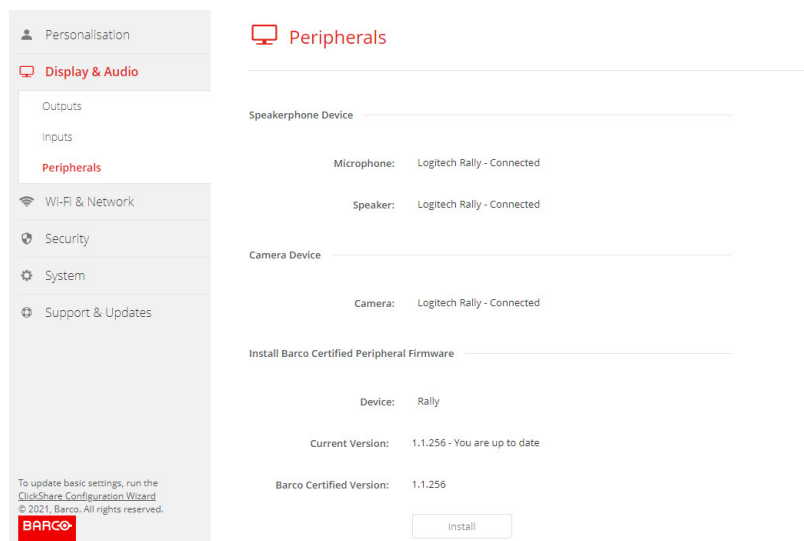 Personalisation
Display & Audio
Outputs
Inputs
Peripherals
Wi-Fi & Network
Security
System
Support & Updates
To update basic settings, run the
ClickShare Configuration Wizard
© 2021, Barco. All rights reserved.
BARCO
Peripherals
Speakerphone Device
Microphone: Logitech Rally - Connected
Speaker: Logitech Rally - Connected
Camera Device
Camera: Logitech Rally - Connected
Install Barco Certified Peripheral Firmware
Device: Rally
Current Version: 1.1.256 - You are up to date
Barco Certified Version: 1.1.256
Install